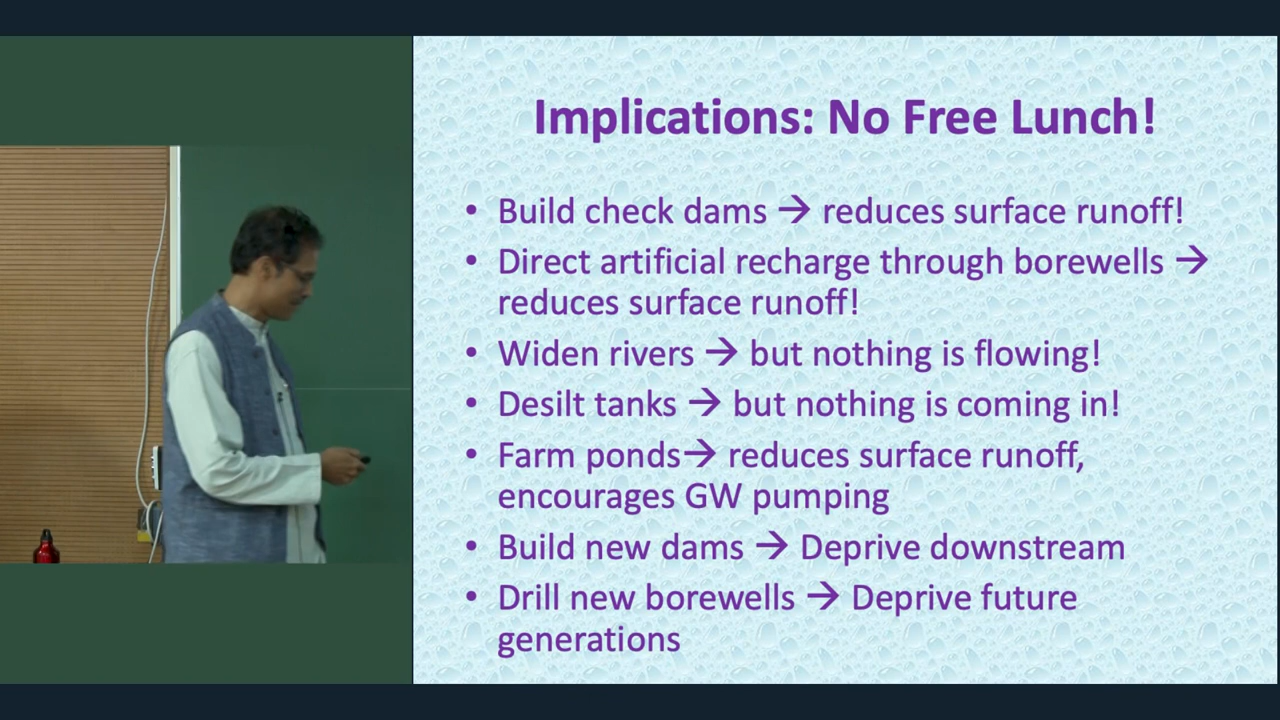 Implications: No Free Lunch!
• Build check dams → reduces surface runoff!
• Direct artificial recharge through borewells →
reduces surface runoff!
• Widen rivers → but nothing is flowing!
• Desilt tanks → but nothing is coming in!
• Farm ponds→ reduces surface runoff,
encourages GW pumping
• Build new dams → Deprive downstream
• Drill new borewells → Deprive future
generations